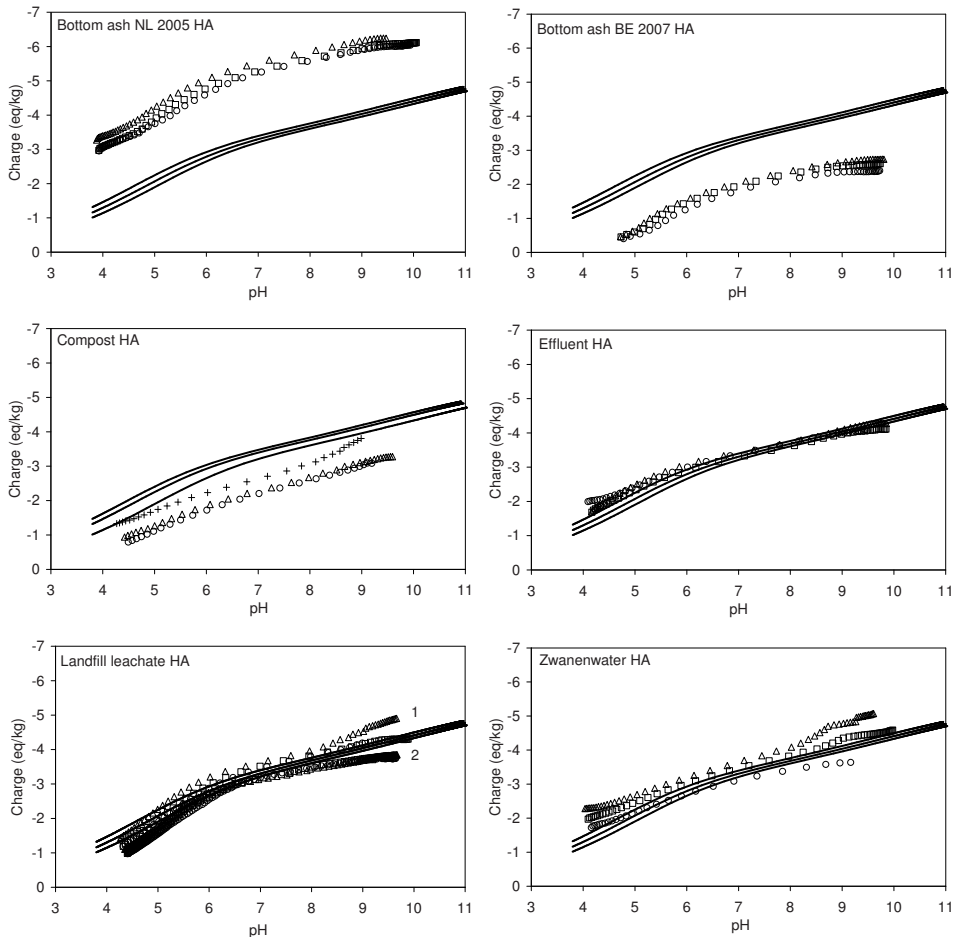 Bottom ash NL 2005 HA
Charge (eq/kg)
-7
-6
-5
-4
-3
-2
-1
0
3 4 5 6 7 8 9 10 11
pH
Bottom ash BE 2007 HA
Charge (eq/kg)
-7
-6
-5
-4
-3
-2
-1
0
3 4 5 6 7 8 9 10 11
pH
Compost HA
Charge (eq/kg)
-7
-6
-5
-4
-3
-2
-1
0
3 4 5 6 7 8 9 10 11
pH
Effluent HA
Charge (eq/kg)
-7
-6
-5
-4
-3
-2
-1
0
3 4 5 6 7 8 9 10 11
pH
Landfill leachate HA
Charge (eq/kg)
-7
-6
-5
-4
-3
-2
-1
0
1
2
3 4 5 6 7 8 9 10 11
pH
Zwanenwater HA
Charge (eq/kg)
-7
-6
-5
-4
-3
-2
-1
0
3 4 5 6 7 8 9 10 11
pH